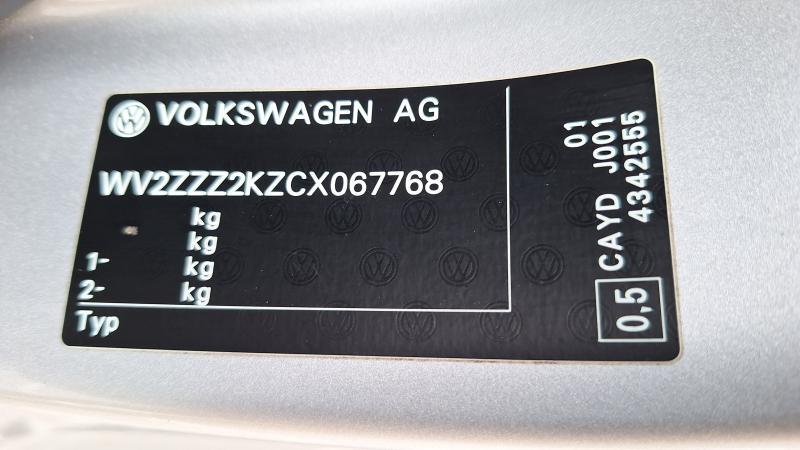 VOLKSWAGEN AG
WV2ZZZ2KZCX067768
kg
kg
1- kg
2- kg
Typ
01
CAYD J001
4342555
0,5